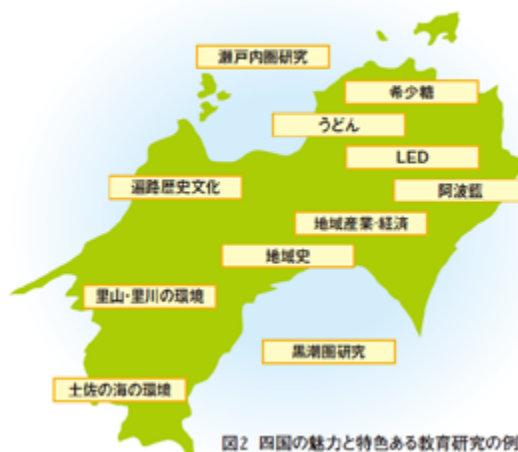 瀬戸内圏研究
希少糖
うどん
LED
遍路歴史文化
阿波藍
地域産業・経済
地域史
里山・里川の環境
黒潮圏研究
土佐の海の環境
図2 四国の魅力と特色ある教育研究の例